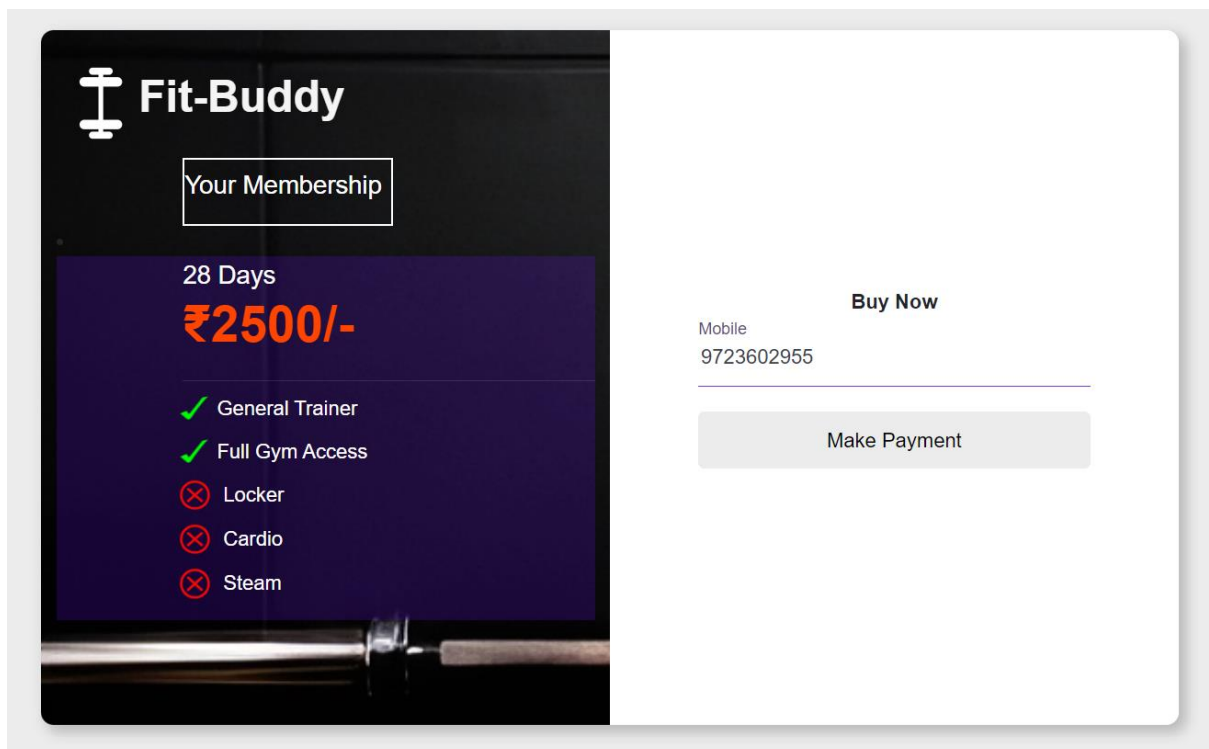 Fit-Buddy
Your Membership
28 Days
₹2500/-
General Trainer
Full Gym Access
Locker
Cardio
Steam
Buy Now
Mobile
9723602955
Make Payment